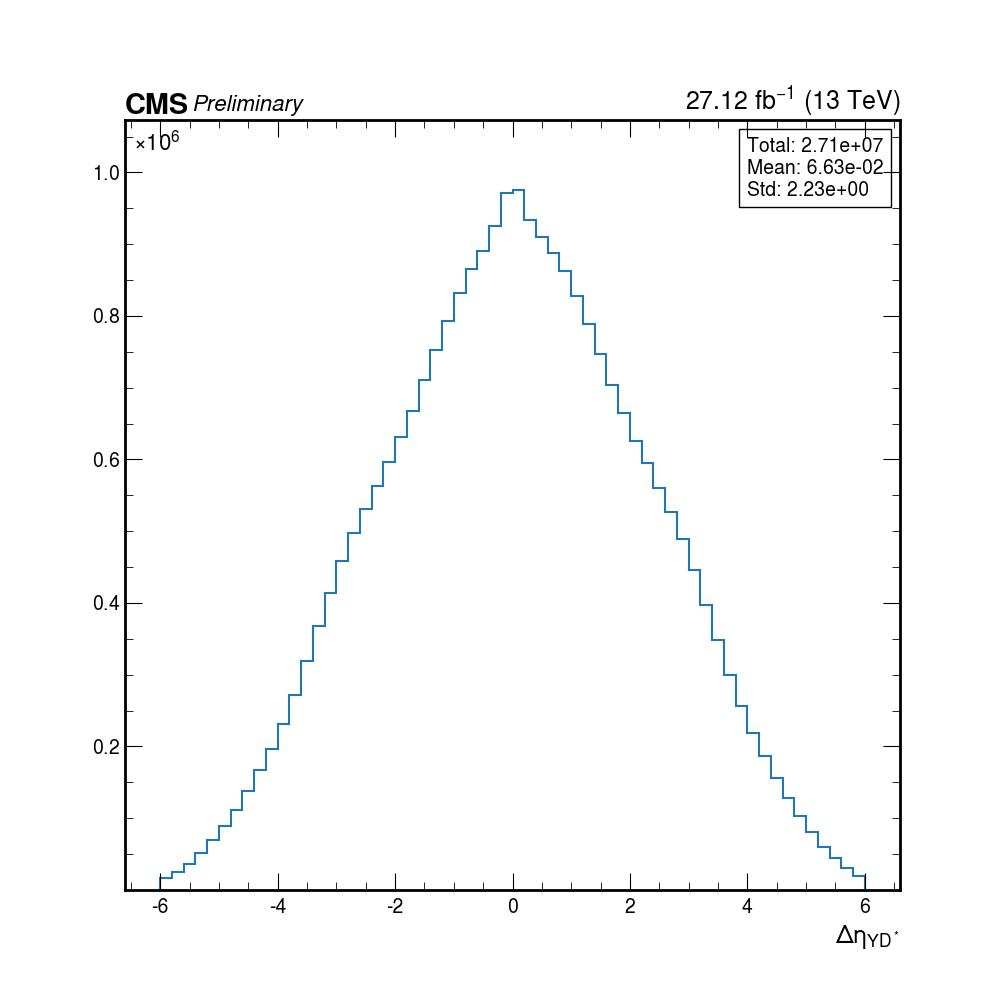 CMS Preliminary 27.12 fb⁻¹ (13 TeV)
×10⁶
Total: 2.71e+07
Mean: 6.63e-02
Std: 2.23e+00
1.0
0.8
0.6
0.4
0.2
-6 -4 -2 0 2 4 6
Δη_YD*